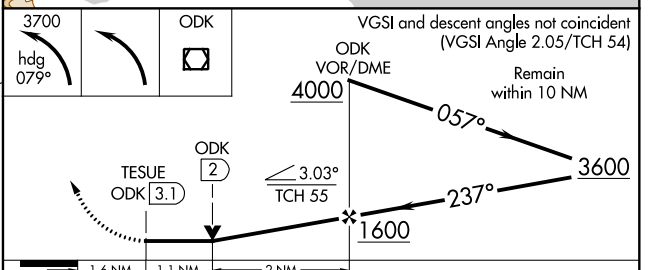 3700
hdg
079°
ODK
VGSI and descent angles not coincident
(VGSI Angle 2.05/TCH 54)
ODK
VOR/DME
Remain
within 10 NM
4000
057°
3600
237°
1600
3.03°
TCH 55
ODK
2
TESUE
ODK 3.1
1.6 NM
1.1 NM
2 NM